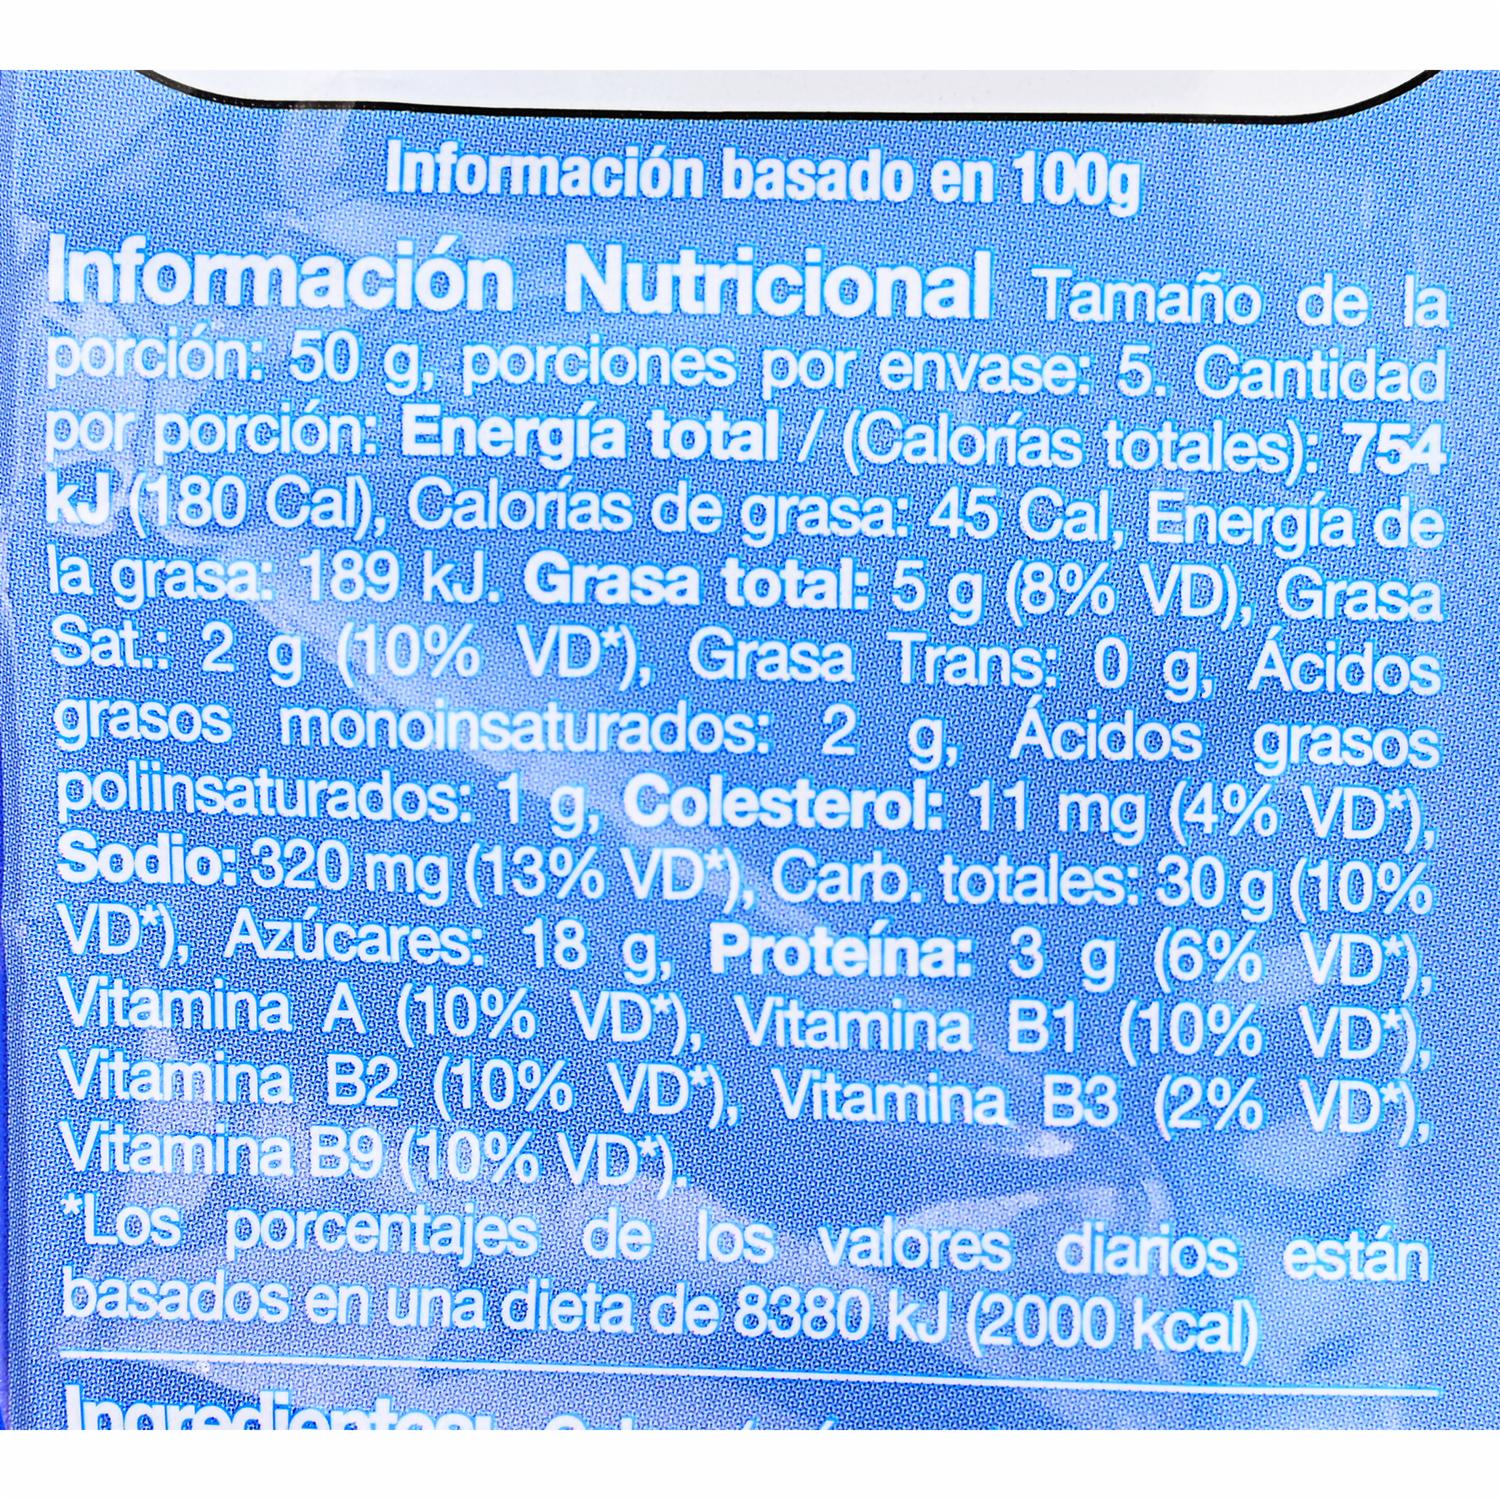 Información basado en 100g
Información Nutricional Tamaño de la
porción: 50 g, porciones por envase: 5. Cantidad
por porción: Energía total / (Calorías totales): 754
kJ (180 Cal), Calorías de grasa: 45 Cal, Energía de
la grasa: 189 kJ. Grasa total: 5 g (8% VD), Grasa
Sat.: 2 g (10% VD*), Grasa Trans: 0 g, Ácidos
grasos monoinsaturados: 2 g, Ácidos grasos
poliinsaturados: 1 g, Colesterol: 11 mg (4% VD*),
Sodio: 320 mg (13% VD*), Carb. totales: 30 g (10%
VD*), Azúcares: 18 g, Proteína: 3 g (6% VD*),
Vitamina A (10% VD*), Vitamina B1 (10% VD*),
Vitamina B2 (10% VD*), Vitamina B3 (2% VD*),
Vitamina B9 (10% VD*).
*Los porcentajes de los valores diarios están
basados en una dieta de 8380 kJ (2000 kcal)
Ingredientes: